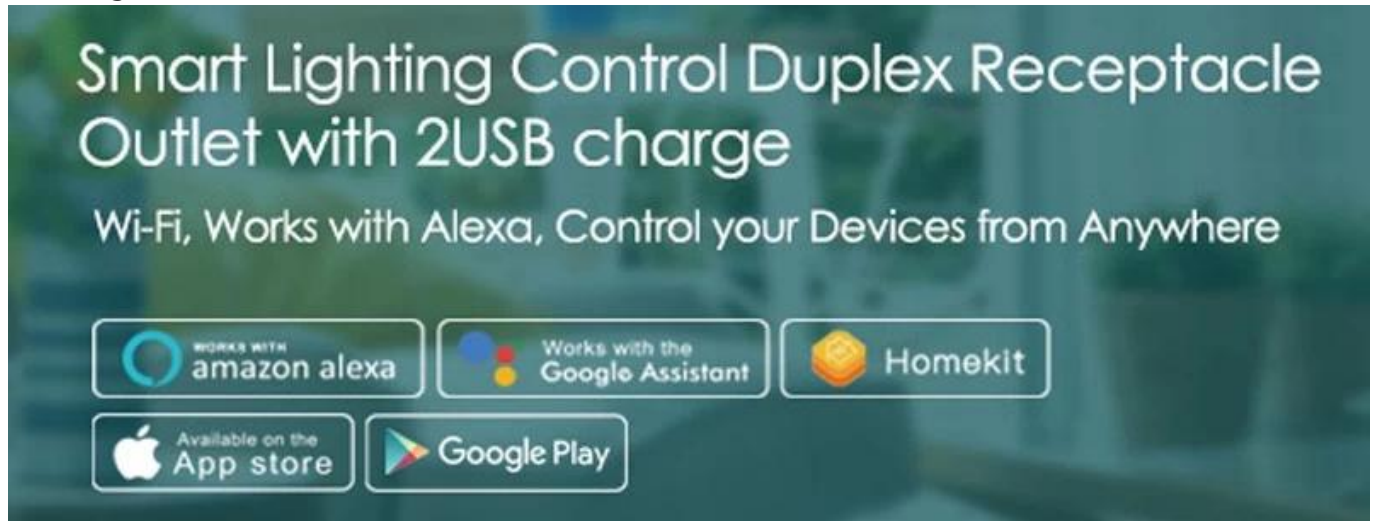 Smart Lighting Control Duplex Receptacle
Outlet with 2USB charge
Wi-Fi, Works with Alexa, Control your Devices from Anywhere
WORKS WITH
amazon alexa
Works with the
Google Assistant
Homekit
Available on the
App store
Google Play